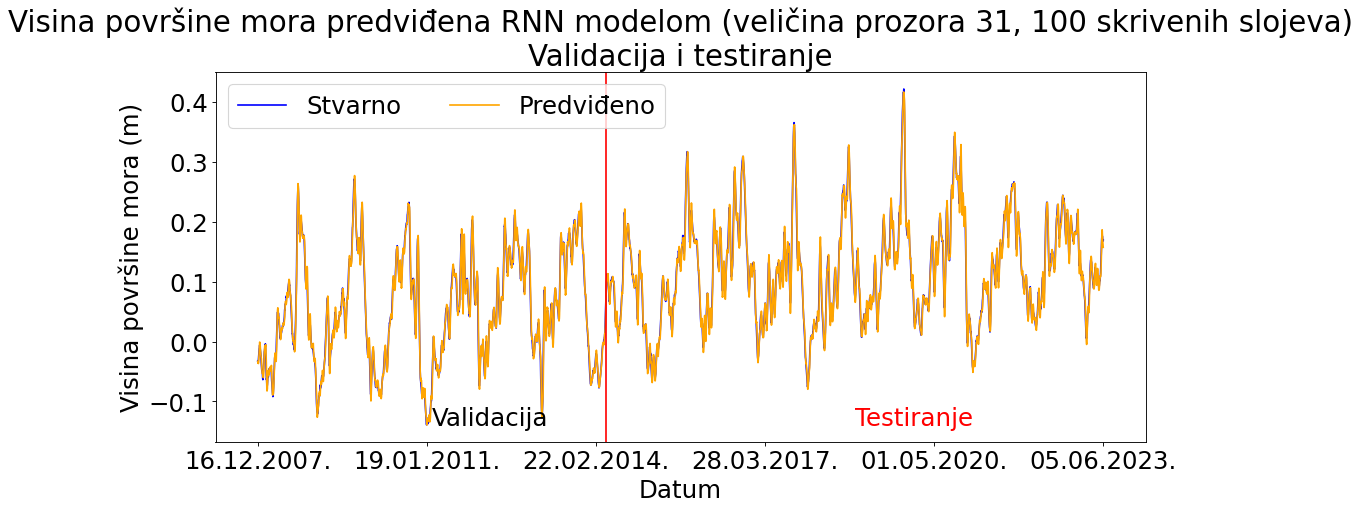 Visina površine mora predviđena RNN modelom (veličina prozora 31, 100 skrivenih slojeva)
Validacija i testiranje
Stvarno Predviđeno
Visina površine mora (m)
0.4
0.3
0.2
0.1
0.0
−0.1
Validacija Testiranje
16.12.2007. 19.01.2011. 22.02.2014. 28.03.2017. 01.05.2020. 05.06.2023.
Datum